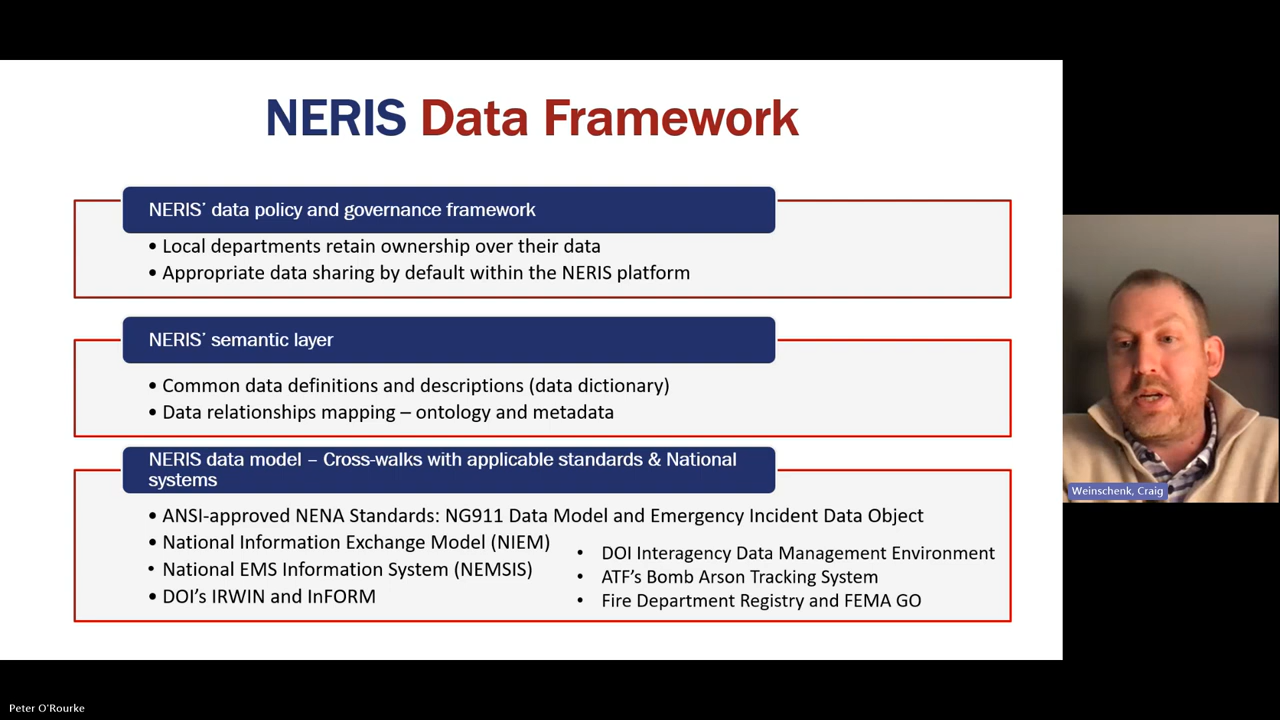 NERIS Data Framework
NERIS’ data policy and governance framework
• Local departments retain ownership over their data
• Appropriate data sharing by default within the NERIS platform
NERIS’ semantic layer
• Common data definitions and descriptions (data dictionary)
• Data relationships mapping – ontology and metadata
NERIS data model – Cross-walks with applicable standards & National
systems
• ANSI-approved NENA Standards: NG911 Data Model and Emergency Incident Data Object
• National Information Exchange Model (NIEM)
• National EMS Information System (NEMSIS)
• DOI’s IRWIN and InFORM
• DOI Interagency Data Management Environment
• ATF’s Bomb Arson Tracking System
• Fire Department Registry and FEMA GO
Weinschenk, Craig
Peter O'Rourke